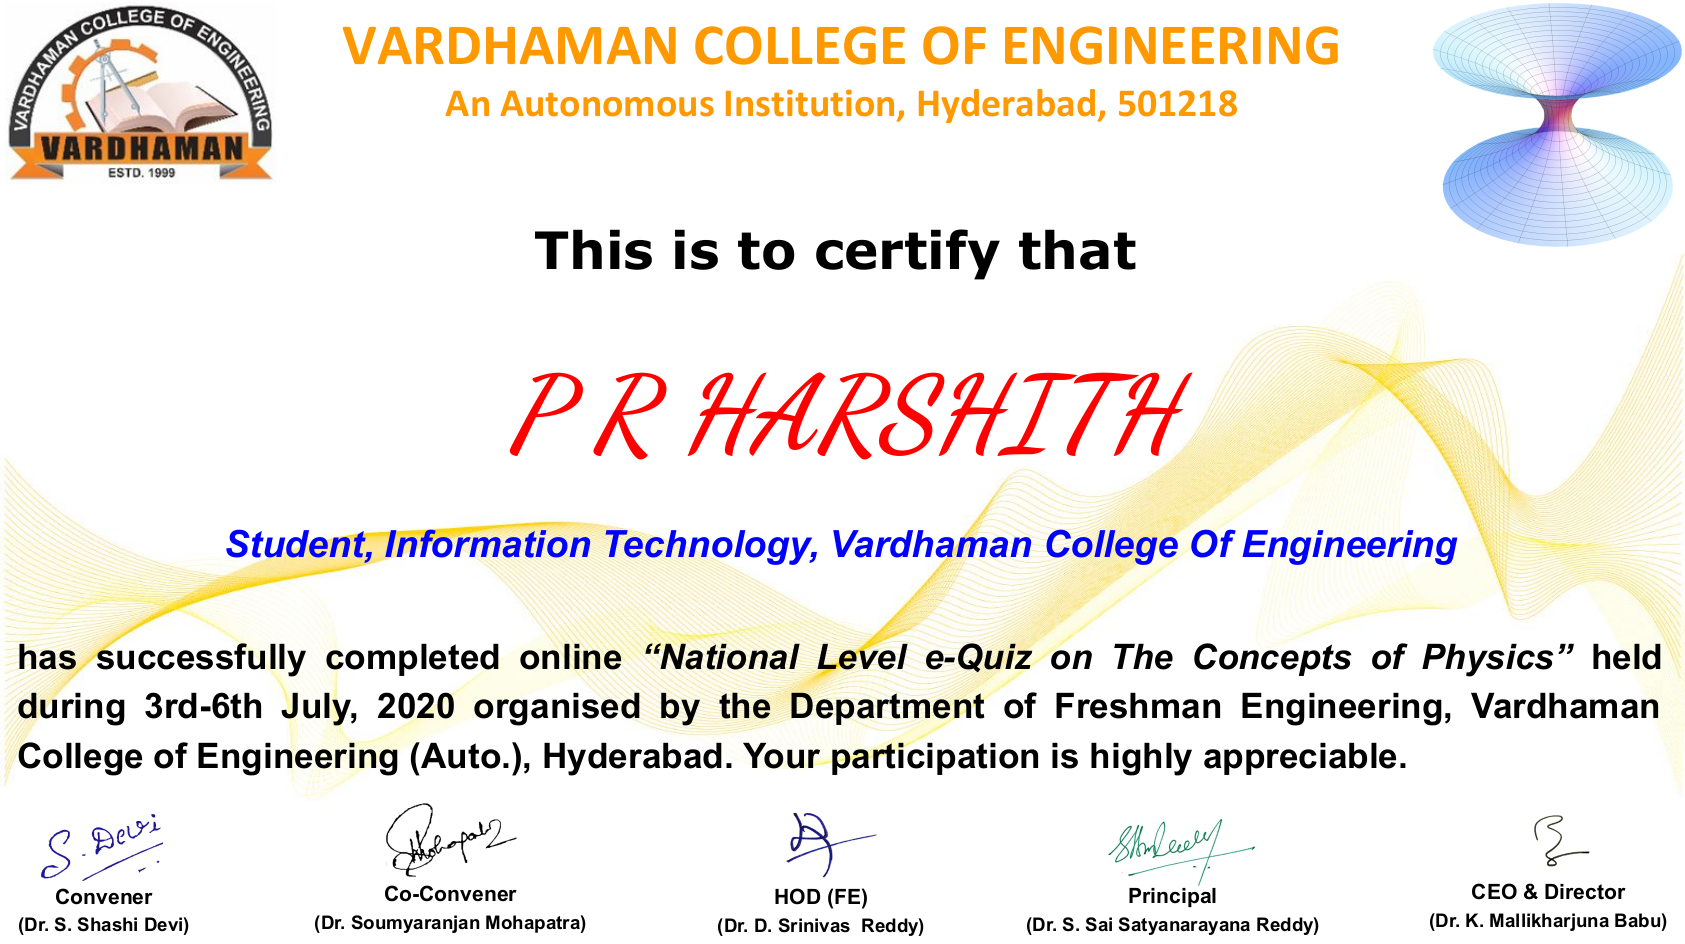 VARDHAMAN COLLEGE OF ENGINEERING
VARDHAMAN
ESTD. 1999
VARDHAMAN COLLEGE OF ENGINEERING
An Autonomous Institution, Hyderabad, 501218
This is to certify that
P R HARSHITH
Student, Information Technology, Vardhaman College Of Engineering
has successfully completed online “National Level e-Quiz on The Concepts of Physics” held
during 3rd-6th July, 2020 organised by the Department of Freshman Engineering, Vardhaman
College of Engineering (Auto.), Hyderabad. Your participation is highly appreciable.
S. Devi
Convener
(Dr. S. Shashi Devi)
Co-Convener
(Dr. Soumyaranjan Mohapatra)
HOD (FE)
(Dr. D. Srinivas Reddy)
Principal
(Dr. S. Sai Satyanarayana Reddy)
CEO & Director
(Dr. K. Mallikharjuna Babu)